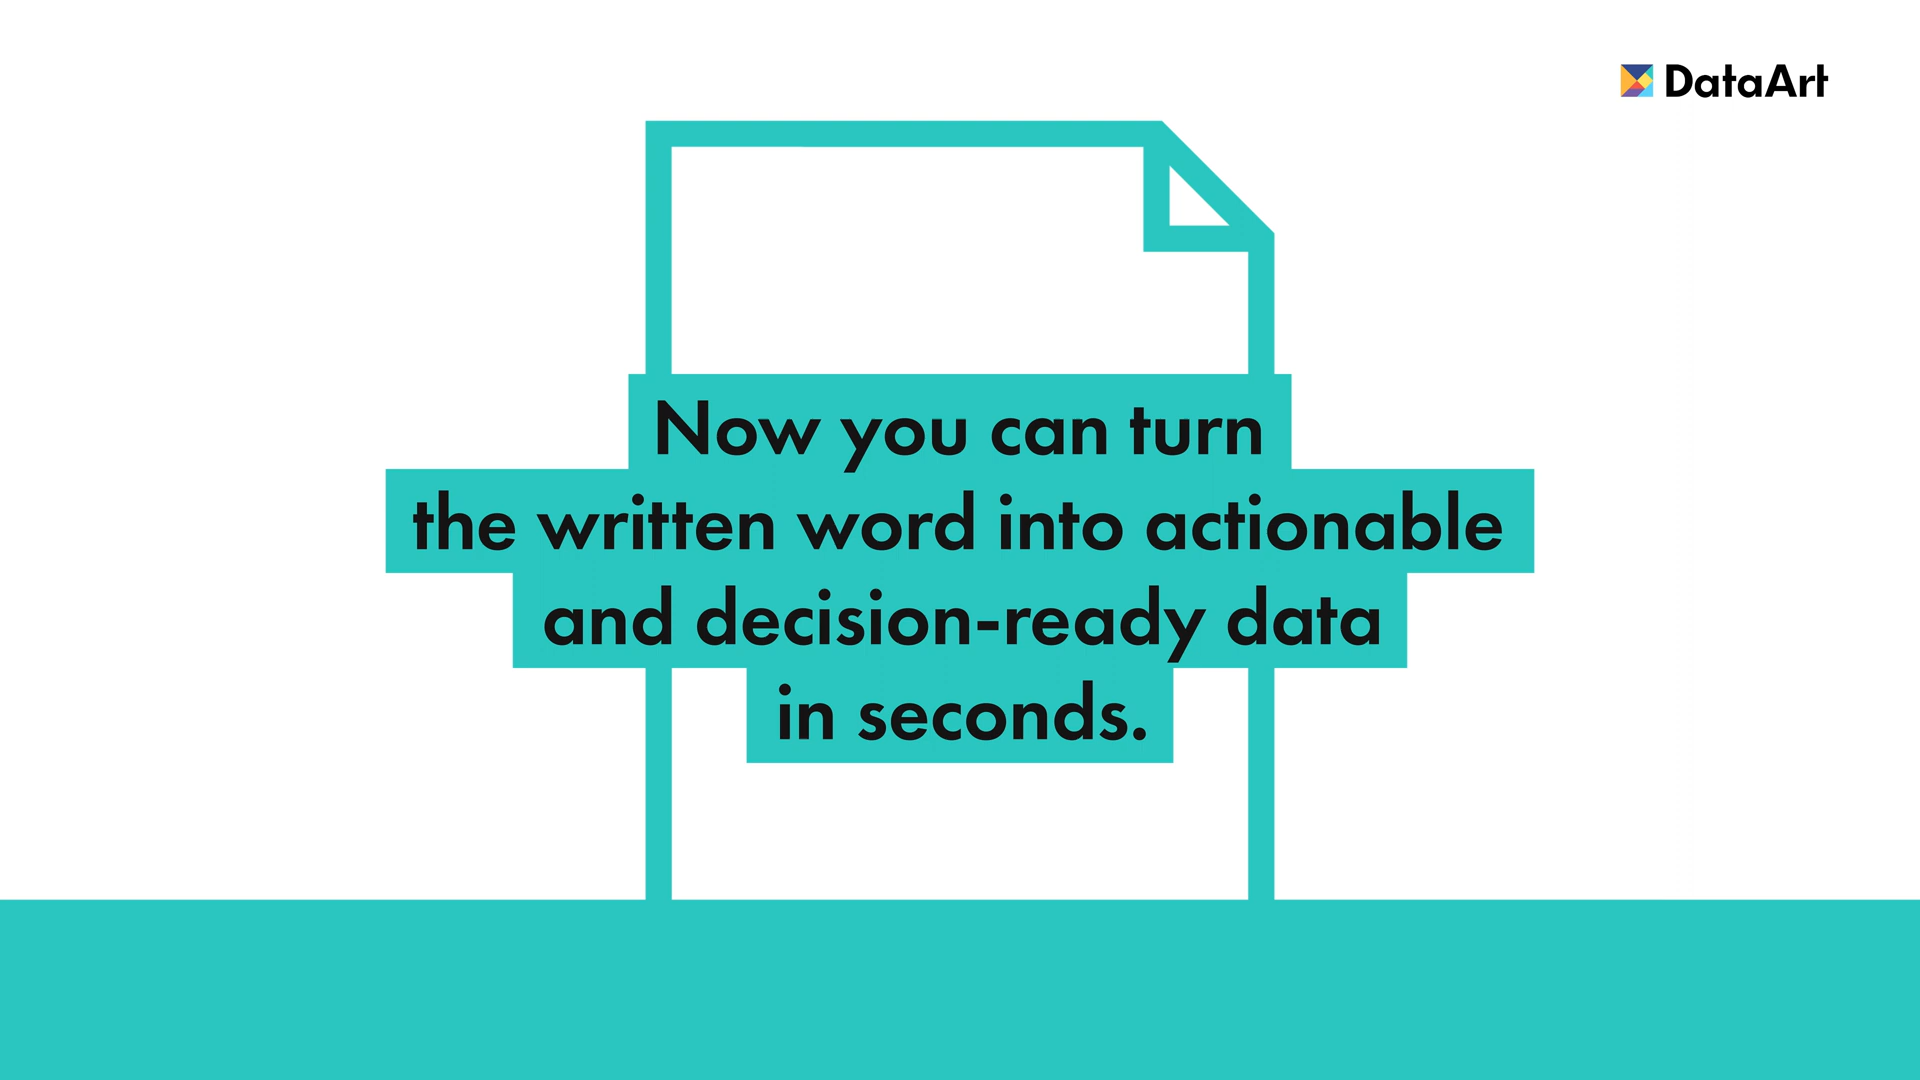 DataArt
Now you can turn
the written word into actionable
and decision-ready data
in seconds.